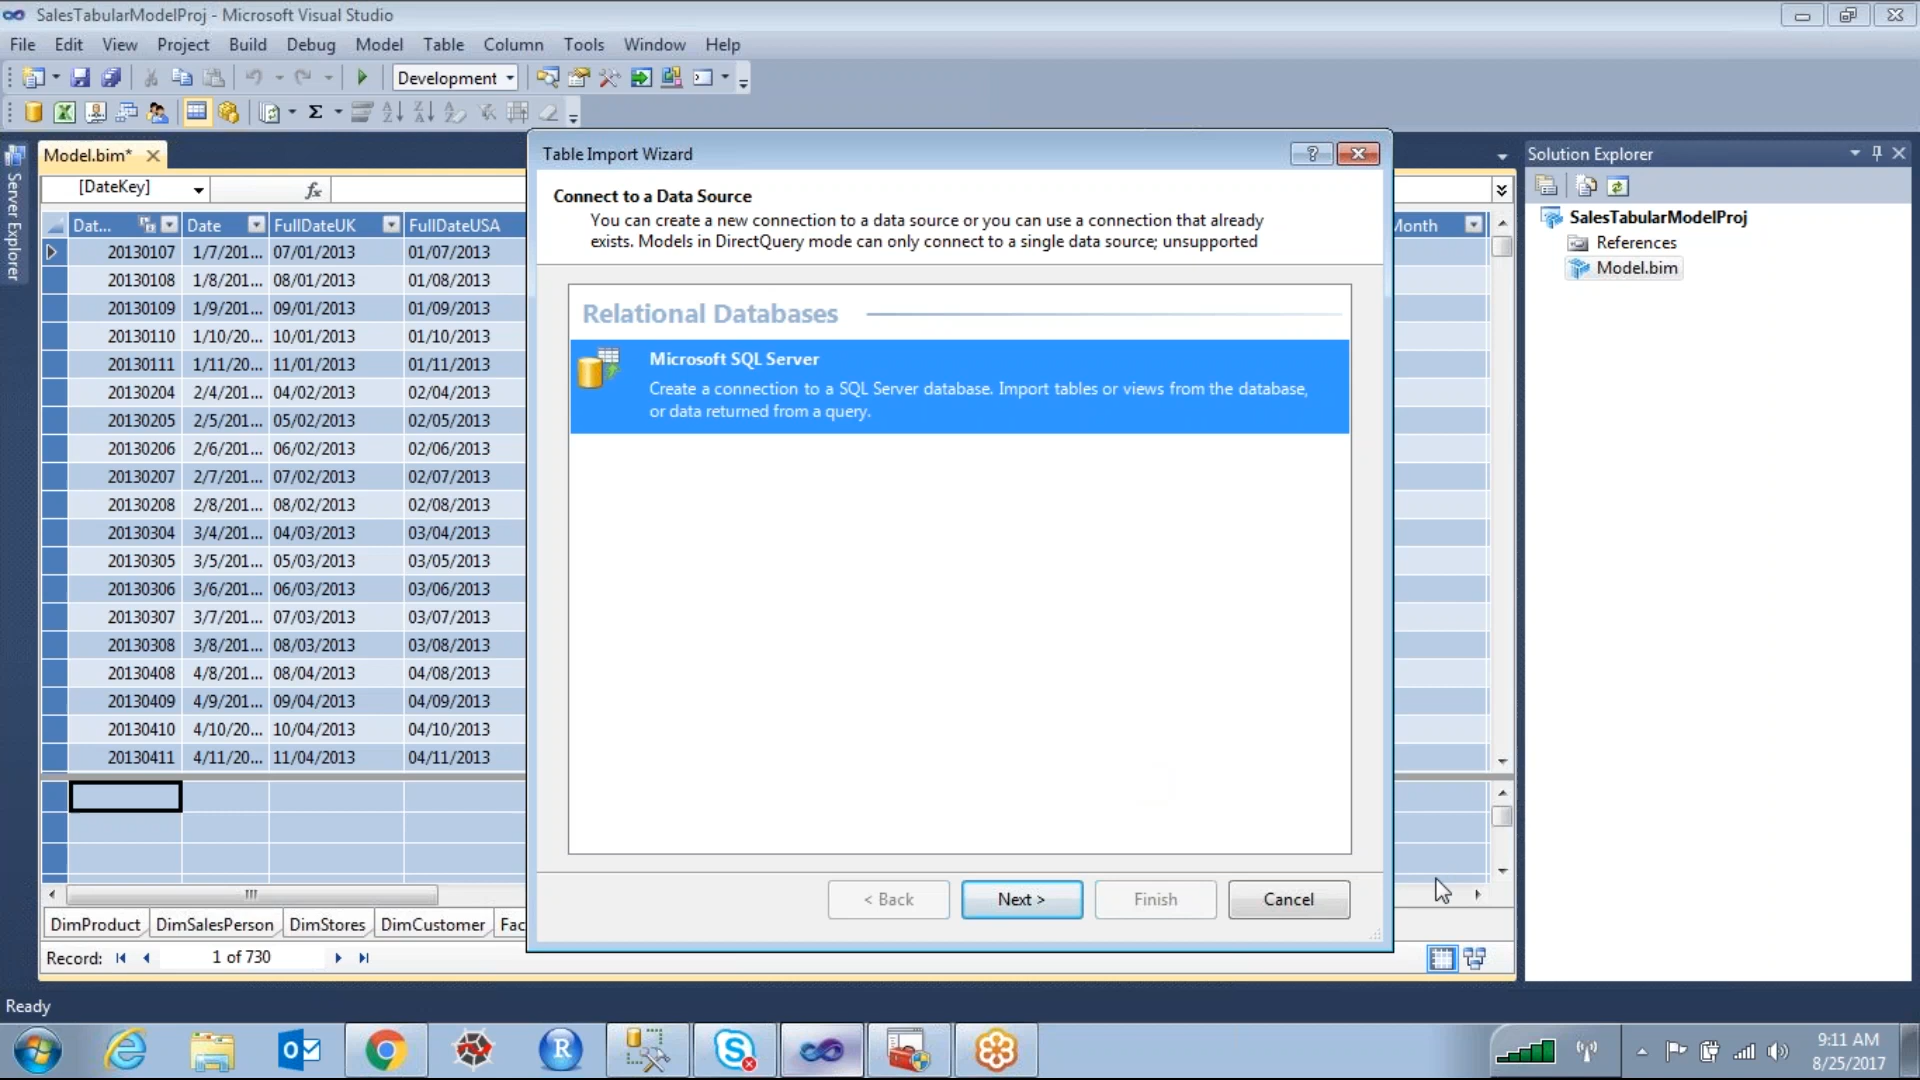 SalesTabularModelProj - Microsoft Visual Studio
File Edit View Project Build Debug Model Table Column Tools Window Help
Development
Model.bim*
Server Explorer
[DateKey] fx
Dat... Date FullDateUK FullDateUSA Month
20130107 1/7/201... 07/01/2013 01/07/2013
20130108 1/8/201... 08/01/2013 01/08/2013
20130109 1/9/201... 09/01/2013 01/09/2013
20130110 1/10/20... 10/01/2013 01/10/2013
20130111 1/11/20... 11/01/2013 01/11/2013
20130204 2/4/201... 04/02/2013 02/04/2013
20130205 2/5/201... 05/02/2013 02/05/2013
20130206 2/6/201... 06/02/2013 02/06/2013
20130207 2/7/201... 07/02/2013 02/07/2013
20130208 2/8/201... 08/02/2013 02/08/2013
20130304 3/4/201... 04/03/2013 03/04/2013
20130305 3/5/201... 05/03/2013 03/05/2013
20130306 3/6/201... 06/03/2013 03/06/2013
20130307 3/7/201... 07/03/2013 03/07/2013
20130308 3/8/201... 08/03/2013 03/08/2013
20130408 4/8/201... 08/04/2013 04/08/2013
20130409 4/9/201... 09/04/2013 04/09/2013
20130410 4/10/20... 10/04/2013 04/10/2013
20130411 4/11/20... 11/04/2013 04/11/2013
DimProduct DimSalesPerson DimStores DimCustomer Fac
Record: 1 of 730
Table Import Wizard
Connect to a Data Source
You can create a new connection to a data source or you can use a connection that already
exists. Models in DirectQuery mode can only connect to a single data source; unsupported
Relational Databases
Microsoft SQL Server
Create a connection to a SQL Server database. Import tables or views from the database,
or data returned from a query.
< Back Next > Finish Cancel
Solution Explorer
SalesTabularModelProj
References
Model.bim
Ready
9:11 AM
8/25/2017